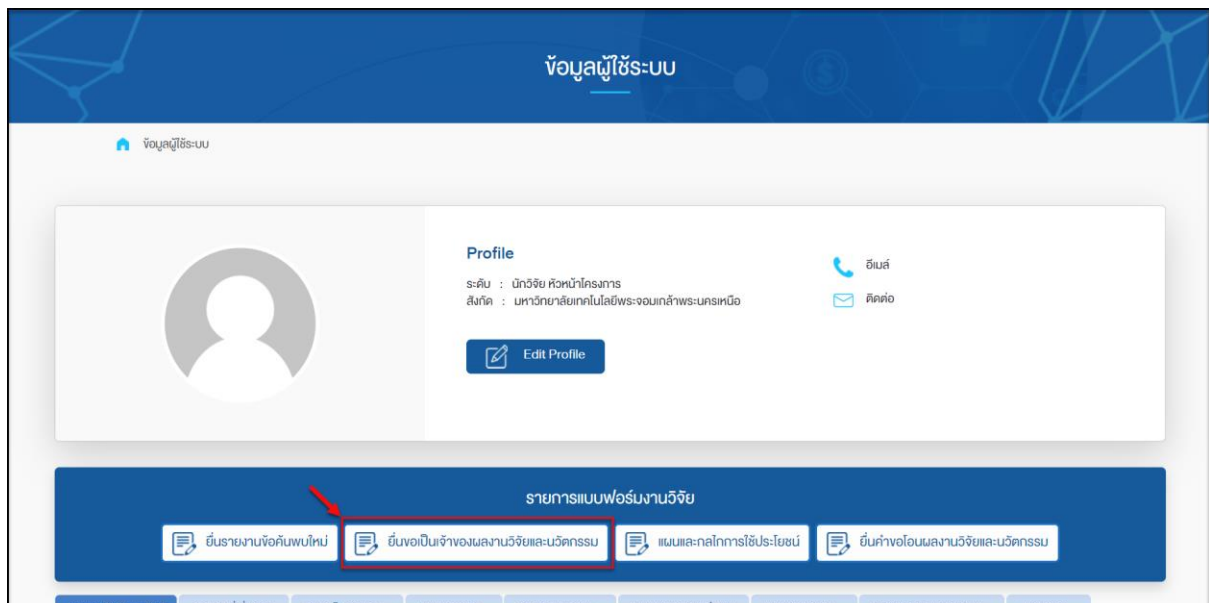 ข้อมูลผู้ใช้ระบบ
ข้อมูลผู้ใช้ระบบ
Profile
ระดับ : นักวิจัย หัวหน้าโครงการ
สังกัด : มหาวิทยาลัยเทคโนโลยีพระจอมเกล้าพระนครเหนือ
อีเมล์
ติดต่อ
Edit Profile
รายการแบบฟอร์มงานวิจัย
ยื่นรายงานข้อค้นพบใหม่
ยื่นขอเป็นเจ้าของผลงานวิจัยและนวัตกรรม
แผนและกลไกการใช้ประโยชน์
ยื่นคำขอโอนผลงานวิจัยและนวัตกรรม